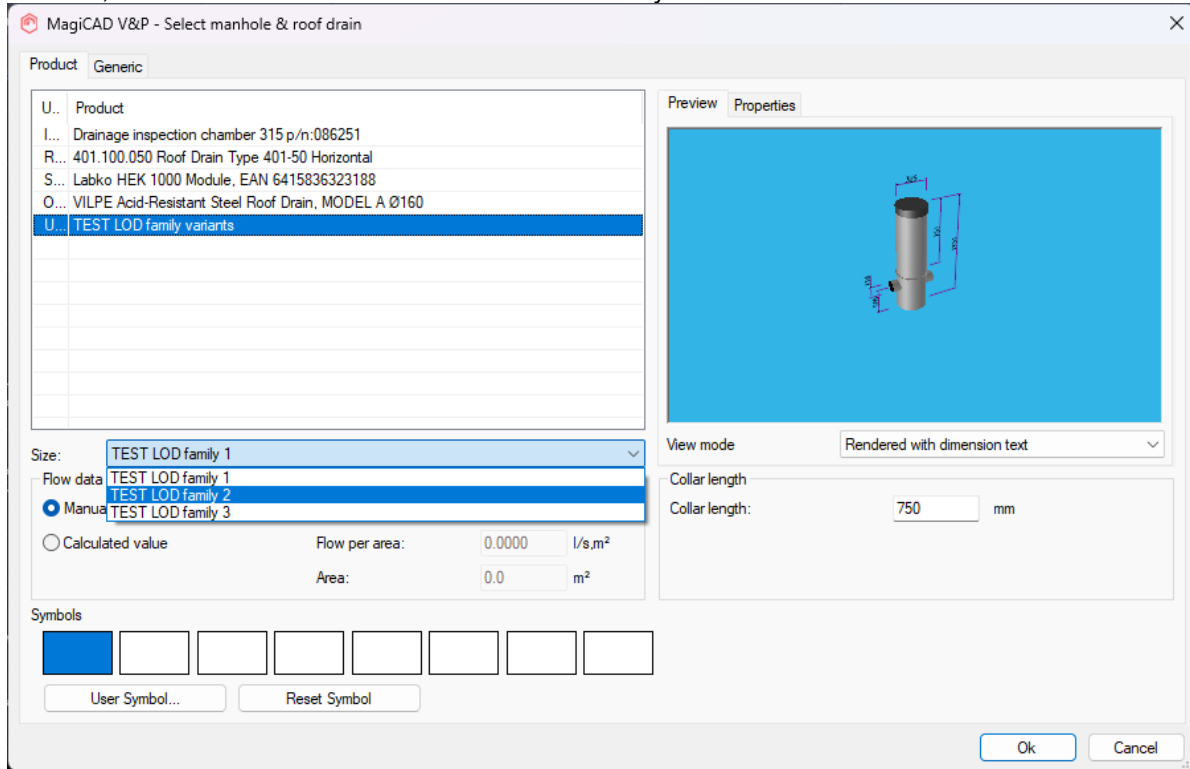 MagiCAD V&P - Select manhole & roof drain
Product Generic
U.. Product
I... Drainage inspection chamber 315 p/n:086251
R... 401.100.050 Roof Drain Type 401-50 Horizontal
S... Labko HEK 1000 Module, EAN 6415836323188
O... VILPE Acid-Resistant Steel Roof Drain, MODEL A Ø160
U... TEST LOD family variants
Preview Properties
View mode Rendered with dimension text
Size: TEST LOD family 1
TEST LOD family 1
TEST LOD family 2
TEST LOD family 3
Flow data
Manua
Calculated value Flow per area: 0.0000 l/s,m²
Area: 0.0 m²
Collar length
Collar length: 750 mm
Symbols
User Symbol... Reset Symbol
Ok Cancel